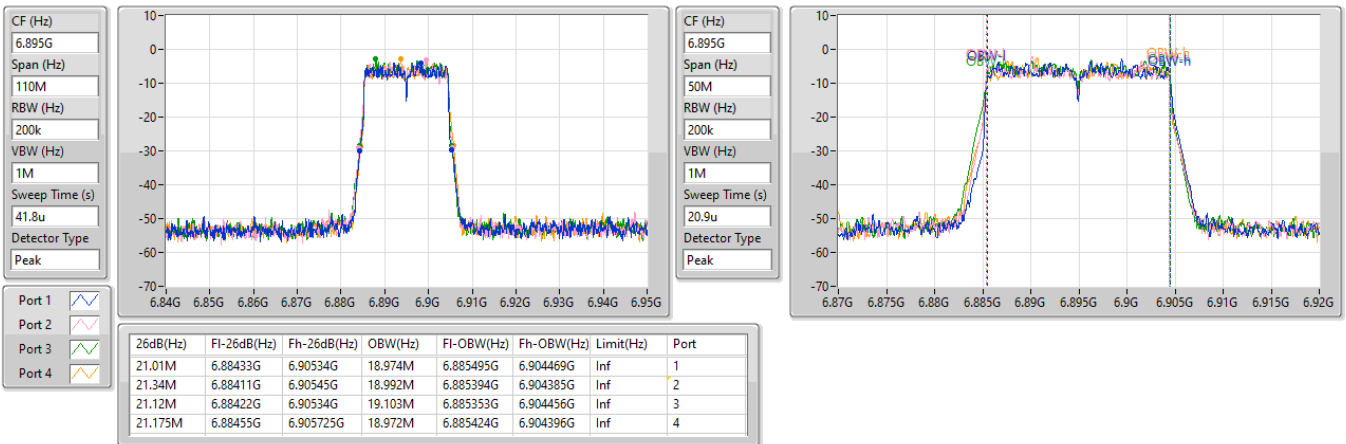 CF (Hz)
6.895G
Span (Hz)
110M
RBW (Hz)
200k
VBW (Hz)
1M
Sweep Time (s)
41.8u
Detector Type
Peak
10
0
-10
-20
-30
-40
-50
-60
-70
6.84G 6.85G 6.86G 6.87G 6.88G 6.89G 6.9G 6.91G 6.92G 6.93G 6.94G 6.95G
CF (Hz)
6.895G
Span (Hz)
50M
RBW (Hz)
200k
VBW (Hz)
1M
Sweep Time (s)
20.9u
Detector Type
Peak
10
0
-10
-20
-30
-40
-50
-60
-70
OBW-l OBW-h
OBW-h
6.87G 6.875G 6.88G 6.885G 6.89G 6.895G 6.9G 6.905G 6.91G 6.915G 6.92G
Port 1
Port 2
Port 3
Port 4
26dB(Hz) Fl-26dB(Hz) Fh-26dB(Hz) OBW(Hz) Fl-OBW(Hz) Fh-OBW(Hz) Limit(Hz) Port
21.01M 6.88433G 6.90534G 18.974M 6.885495G 6.904469G Inf 1
21.34M 6.88411G 6.90545G 18.992M 6.885394G 6.904385G Inf 2
21.12M 6.88422G 6.90534G 19.103M 6.885353G 6.904456G Inf 3
21.175M 6.88455G 6.905725G 18.972M 6.885424G 6.904396G Inf 4